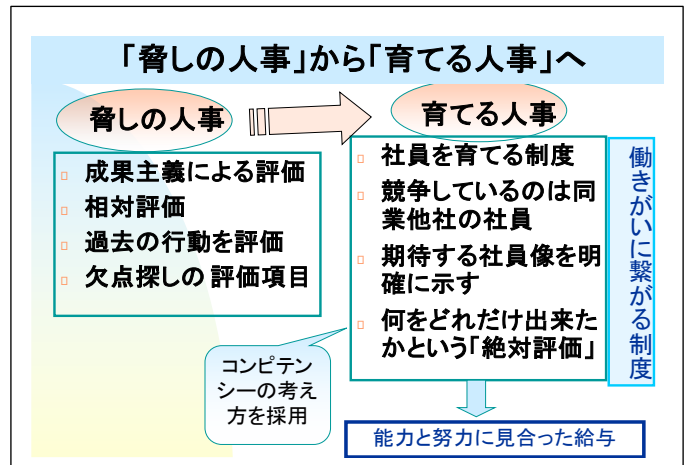 「脅しの人事」から「育てる人事」へ
脅しの人事
育てる人事
成果主義による評価
相対評価
過去の行動を評価
欠点探しの 評価項目
社員を育てる制度
競争しているのは同
業他社の社員
期待する社員像を明
確に示す
何をどれだけ出来た
かという「絶対評価」
働きがいに繋がる制度
コンピテン
シーの考え
方を採用
能力と努力に見合った給与